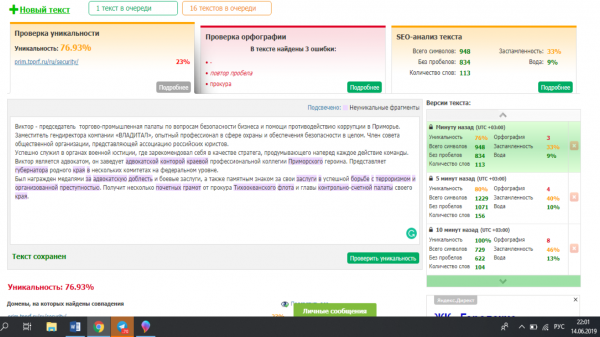 Новый текст
1 текст в очереди
16 текстов в очереди
Проверка уникальности
Уникальность: 76.93%
prim.tpprf.ru/ru/security/ 23%
Подробнее
Проверка орфографии
В тексте найдены 3 ошибки:
-
повтор пробела
прокура
Подробнее
SEO-анализ текста
Всего символов: 948 Заспамленность: 33%
Без пробелов: 834 Вода: 9%
Количество слов: 113
Подробнее
Подсвечено: Неуникальные фрагменты
Виктор - председатель торгово-промышленная палаты по вопросам безопасности бизнеса и помощи противодействию коррупции в Приморье.
Заместитель гендиректора компании «ВЛАДИТАЛ», опытный профессионал в сфере охраны и обеспечения безопасности. Член совета
общественной организации, представляющей ассоциацию российских юристов.
Успешно служил в органах военной юстиции, где зарекомендовал себя в качестве стратега, продумывающего наперед каждое действие команды.
Виктор является адвокатом, он заведует адвокатской конторой краевой профессиональной коллегии Приморского героина. Представляет
губернатора родного края в нескольких комитетах на федеральном уровне.
Был награжден медалями за адвокатскую доблесть и боевые заслуги, а также памятным знаком за свои заслуги в успешной борьбе с терроризмом и
организованной преступностью. Получит несколько почетных грамот от прокура Тихоокеанского флота и главы контрольно-счетной палаты своего
края.
Текст сохранен
Проверить уникальность
Версии текста:
Минуту назад (UTC +03:00)
Уникальность 76% Орфография 3
Всего символов 948 Заспамленность 33%
Без пробелов 834 Вода 9%
Количество слов 113
5 минут назад (UTC +03:00)
Уникальность 80% Орфография 4
Всего символов 1229 Заспамленность 40%
Без пробелов 1071 Вода 10%
Количество слов 156
10 минут назад (UTC +03:00)
Уникальность 100% Орфография 8
Всего символов 729 Заспамленность 46%
Без пробелов 622 Вода 13%
Количество слов 104
Уникальность: 76.93%
Домены, на которых найдены совпадения
Личные сообщения
Яндекс.Директ
РУС
22:01
14.06.2019